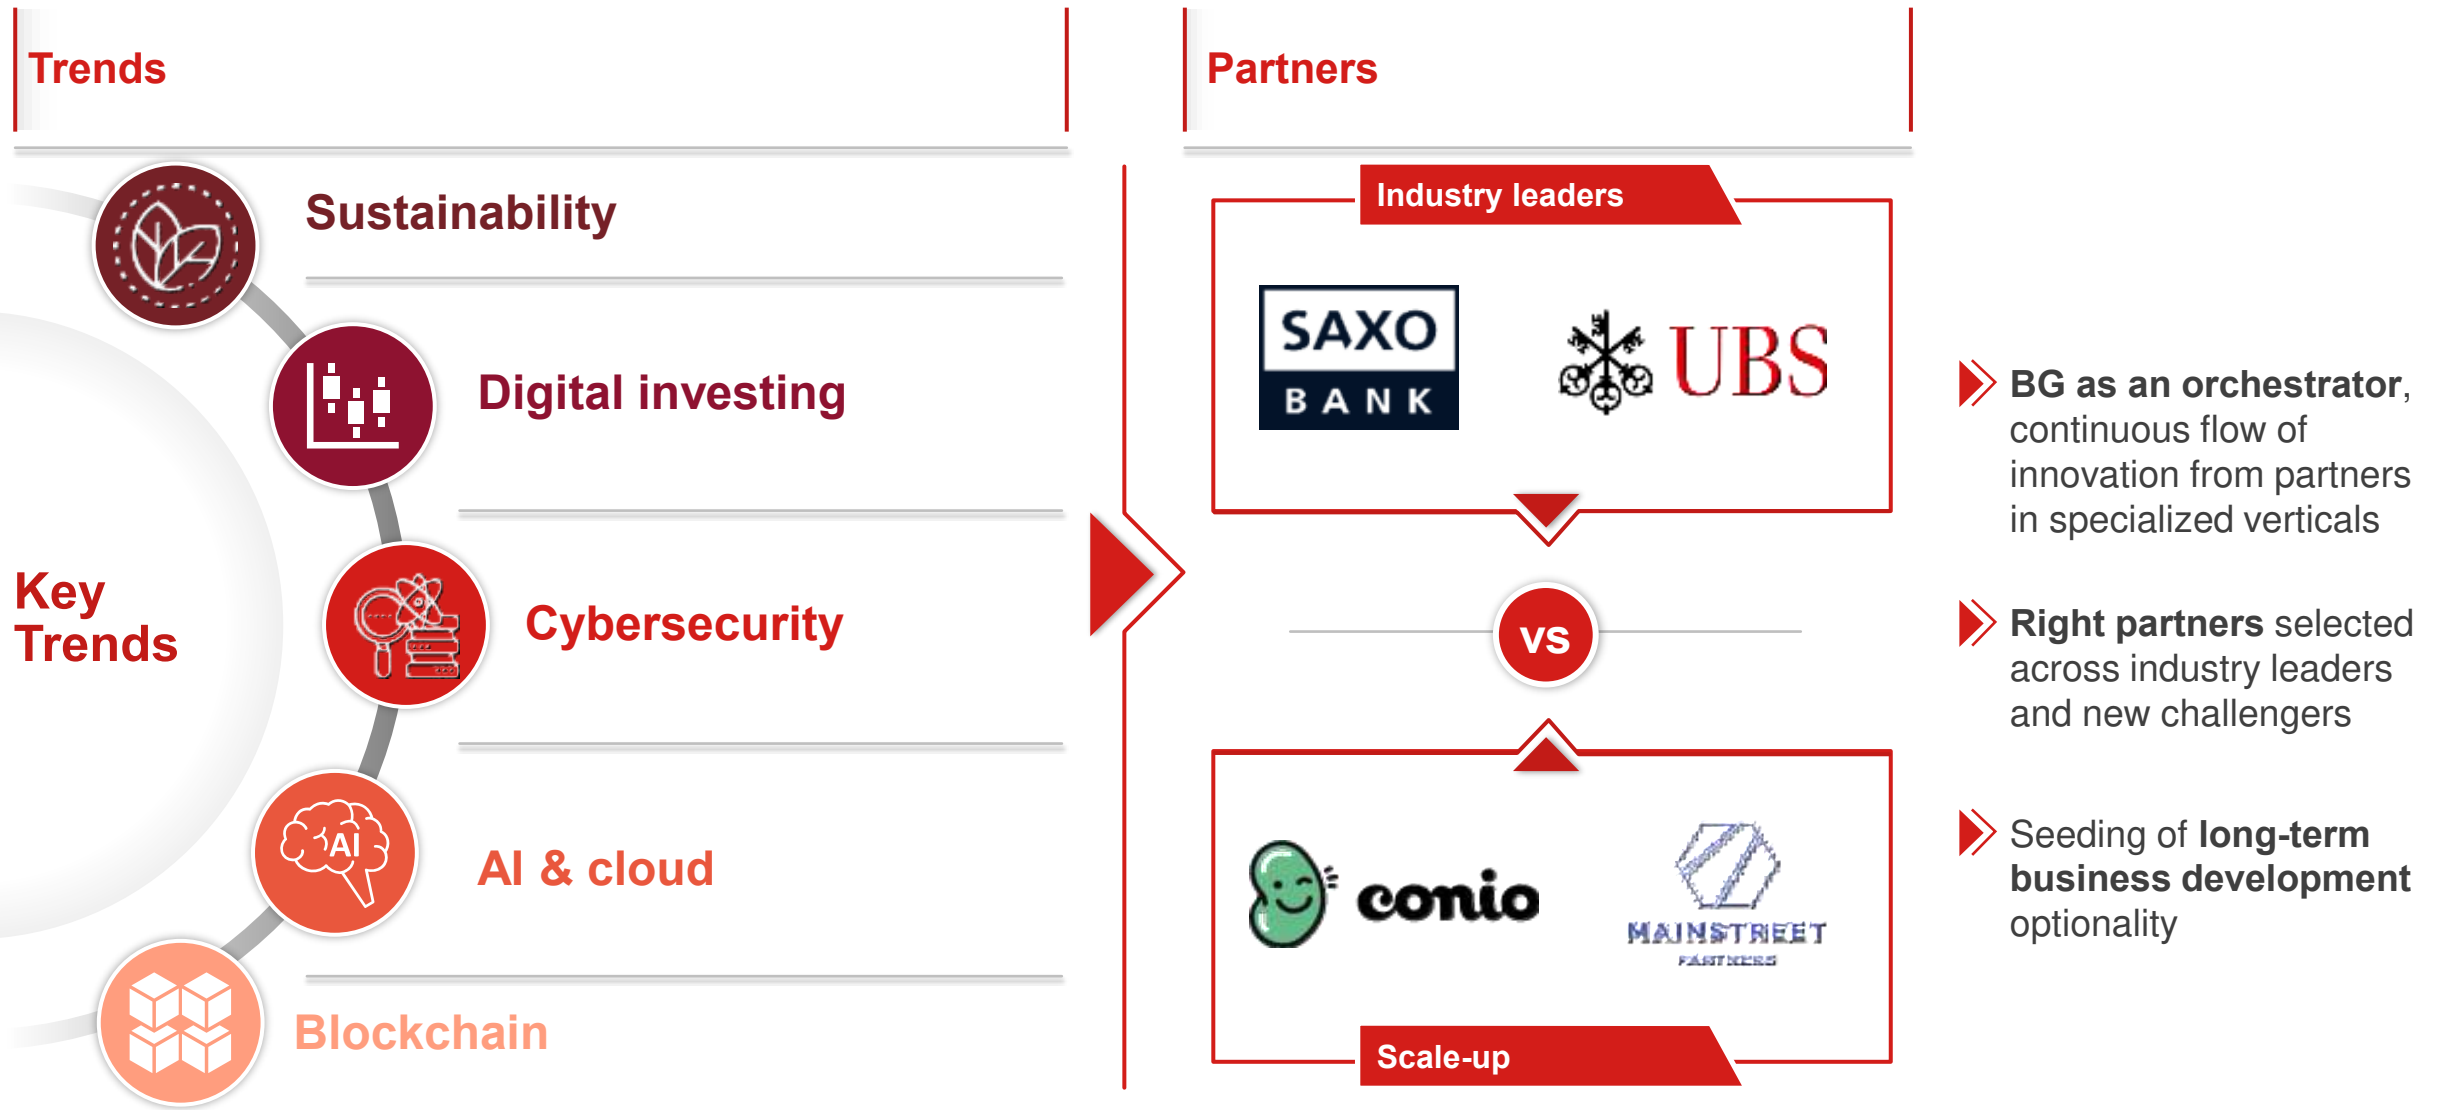 Trends
Key
Trends
Sustainability
Digital investing
Cybersecurity
AI
AI & cloud
Blockchain
Partners
Industry leaders
SAXO
BANK
UBS
vs
conio
MAINSTREET
PARTNERS
Scale-up
BG as an orchestrator,
continuous flow of
innovation from partners
in specialized verticals
Right partners selected
across industry leaders
and new challengers
Seeding of long-term
business development
optionality